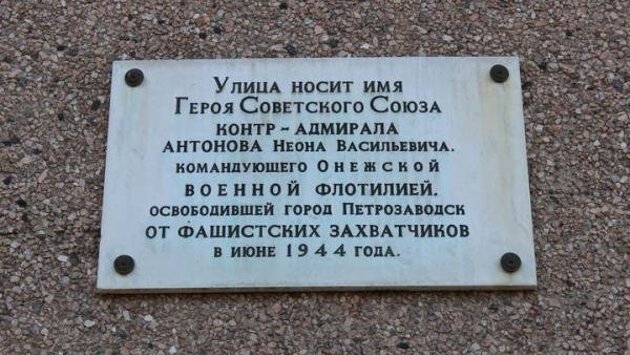 Улица носит имя
Героя Советского Союза
контр-адмирала
Антонова Неона Васильевича.
командующего Онежской
военной флотилией.
освободившей город Петрозаводск
от фашистских захватчиков
в июне 1944 года.